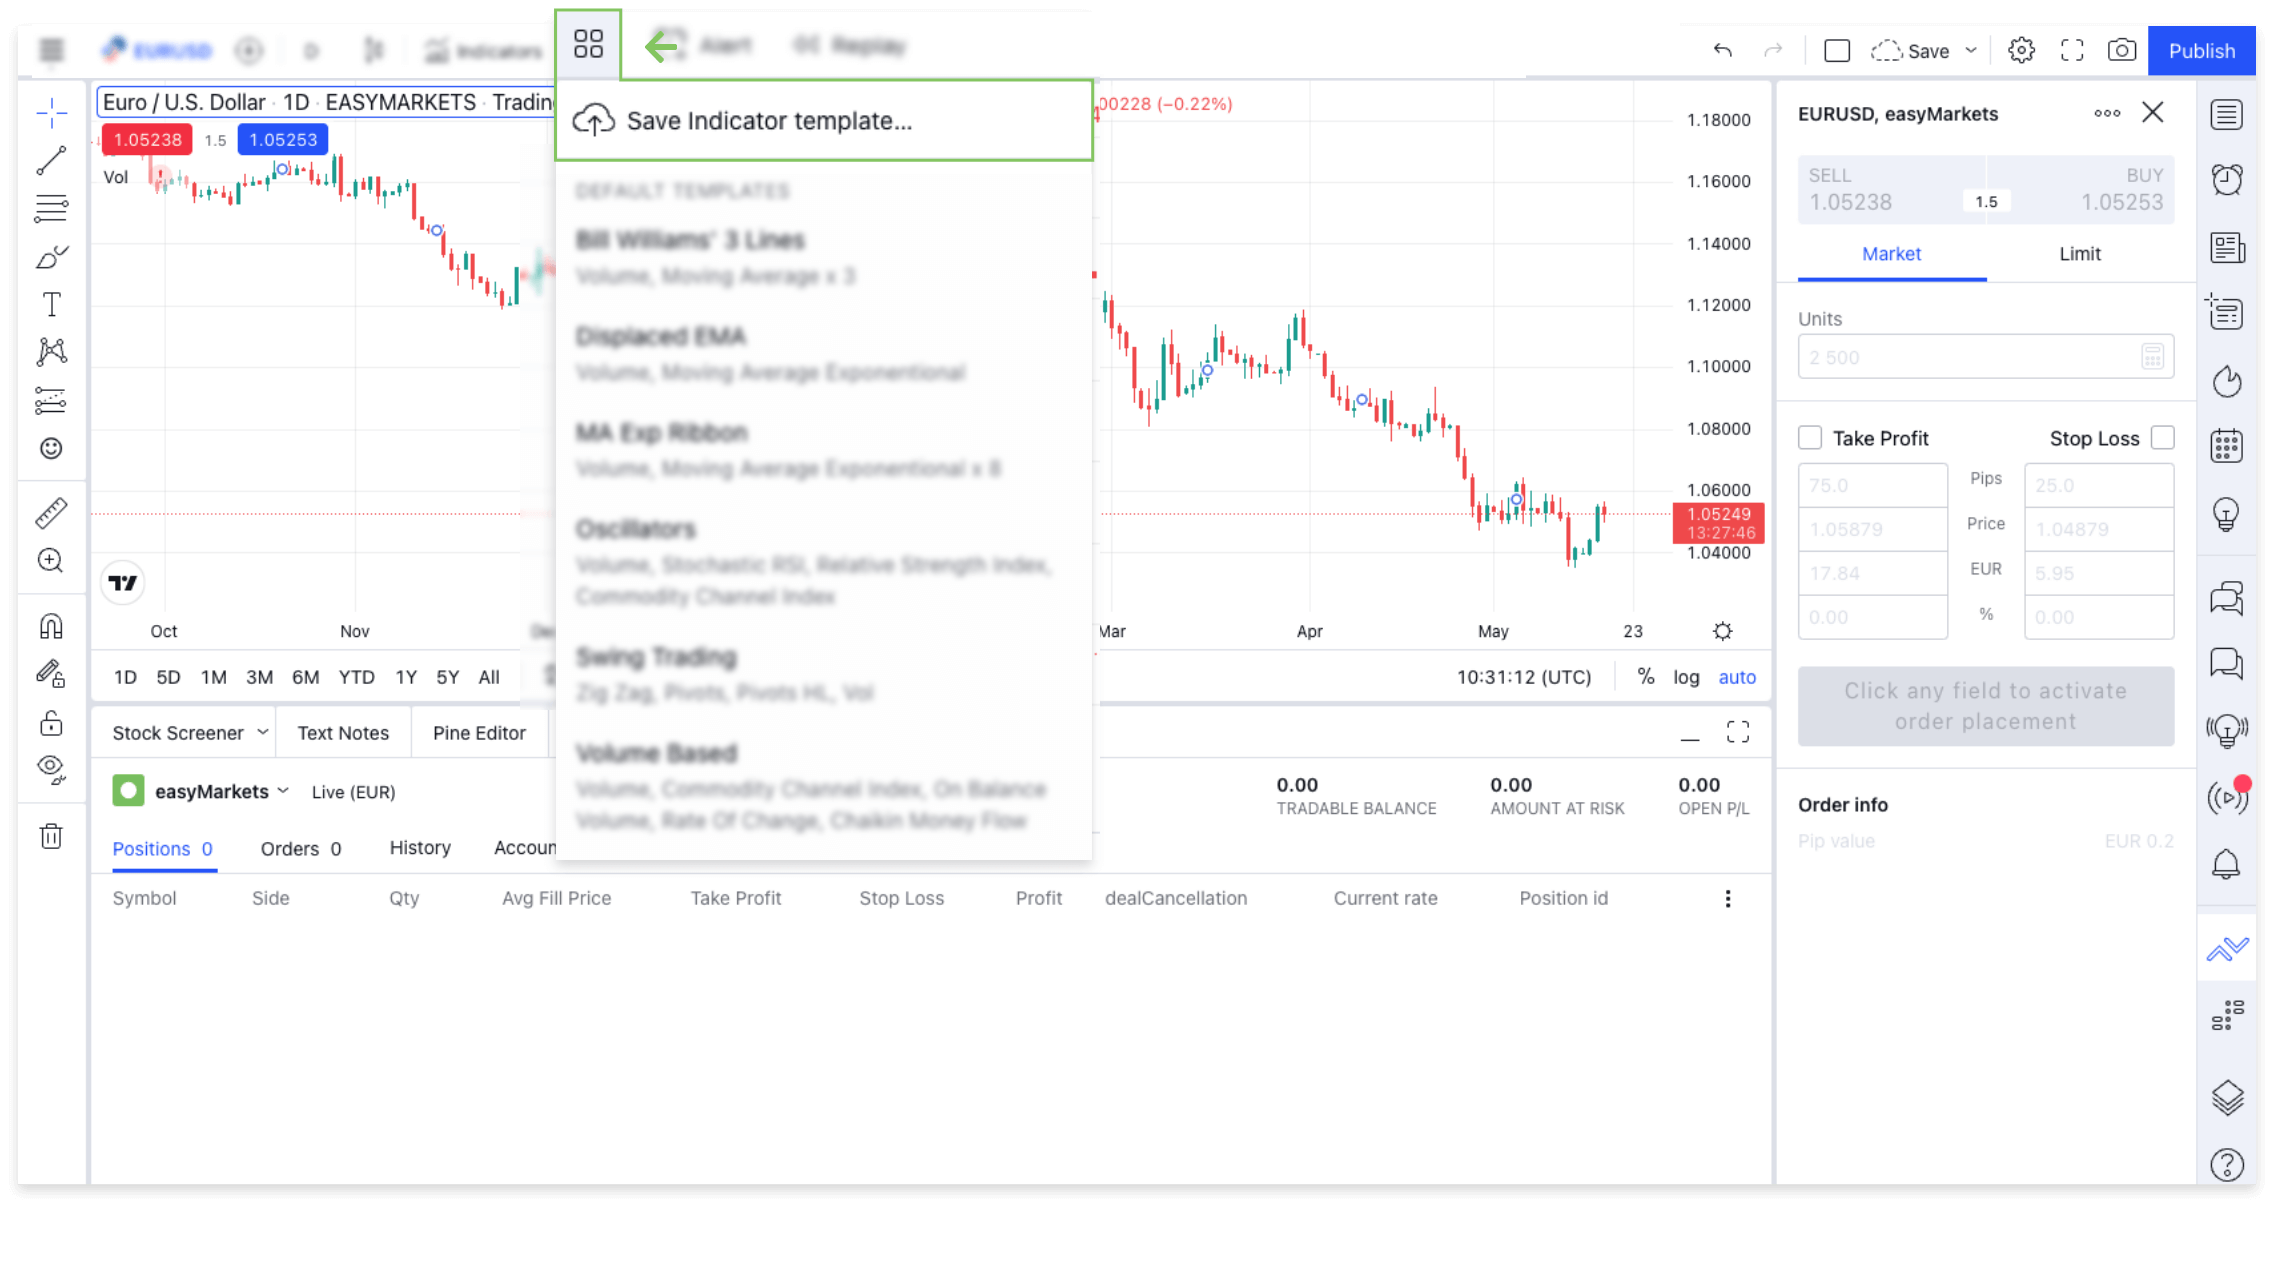 EURUSD
D
Indicators
Alert
Replay
Save
Publish
Save Indicator template...
Euro / U.S. Dollar · 1D · EASYMARKETS · Trading
00228 (−0.22%)
1.05238
1.5
1.05253
Vol
DEFAULT TEMPLATES
Bill Williams' 3 Lines
Volume, Moving Average x 3
Displaced EMA
Volume, Moving Average Exponentional
MA Exp Ribbon
Volume, Moving Average Exponentional x 8
Oscillators
Volume, Stochastic RSI, Relative Strength Index,
Commodity Channel Index
Swing Trading
Zig Zag, Pivots, Pivots HL, Vol
Volume Based
Volume, Commodity Channel Index, On Balance
Volume, Rate Of Change, Chaikin Money Flow
1.18000
1.16000
1.14000
1.12000
1.10000
1.08000
1.06000
1.05249
13:27:46
1.04000
Oct
Nov
Dec
Mar
Apr
May
23
1D
5D
1M
3M
6M
YTD
1Y
5Y
All
10:31:12 (UTC)
%
log
auto
Stock Screener
Text Notes
Pine Editor
easyMarkets
Live (EUR)
0.00
TRADABLE BALANCE
0.00
AMOUNT AT RISK
0.00
OPEN P/L
Positions 0
Orders 0
History
Accoun
Symbol
Side
Qty
Avg Fill Price
Take Profit
Stop Loss
Profit
dealCancellation
Current rate
Position id
EURUSD, easyMarkets
SELL
1.05238
1.5
BUY
1.05253
Market
Limit
Units
2 500
Take Profit
Stop Loss
75.0
Pips
25.0
1.05879
Price
1.04879
17.84
EUR
5.95
0.00
%
0.00
Click any field to activate
order placement
Order info
Pip value
EUR 0.2